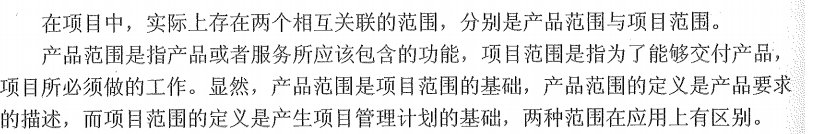 在项目中，实际上存在两个相互关联的范围，分别是产品范围与项目范围。
产品范围是指产品或者服务所应该包含的功能，项目范围是指为了能够交付产品，
项目所必须做的工作。显然，产品范围是项目范围的基础，产品范围的定义是产品要求
的描述，而项目范围的定义是产生项目管理计划的基础，两种范围在应用上有区别。